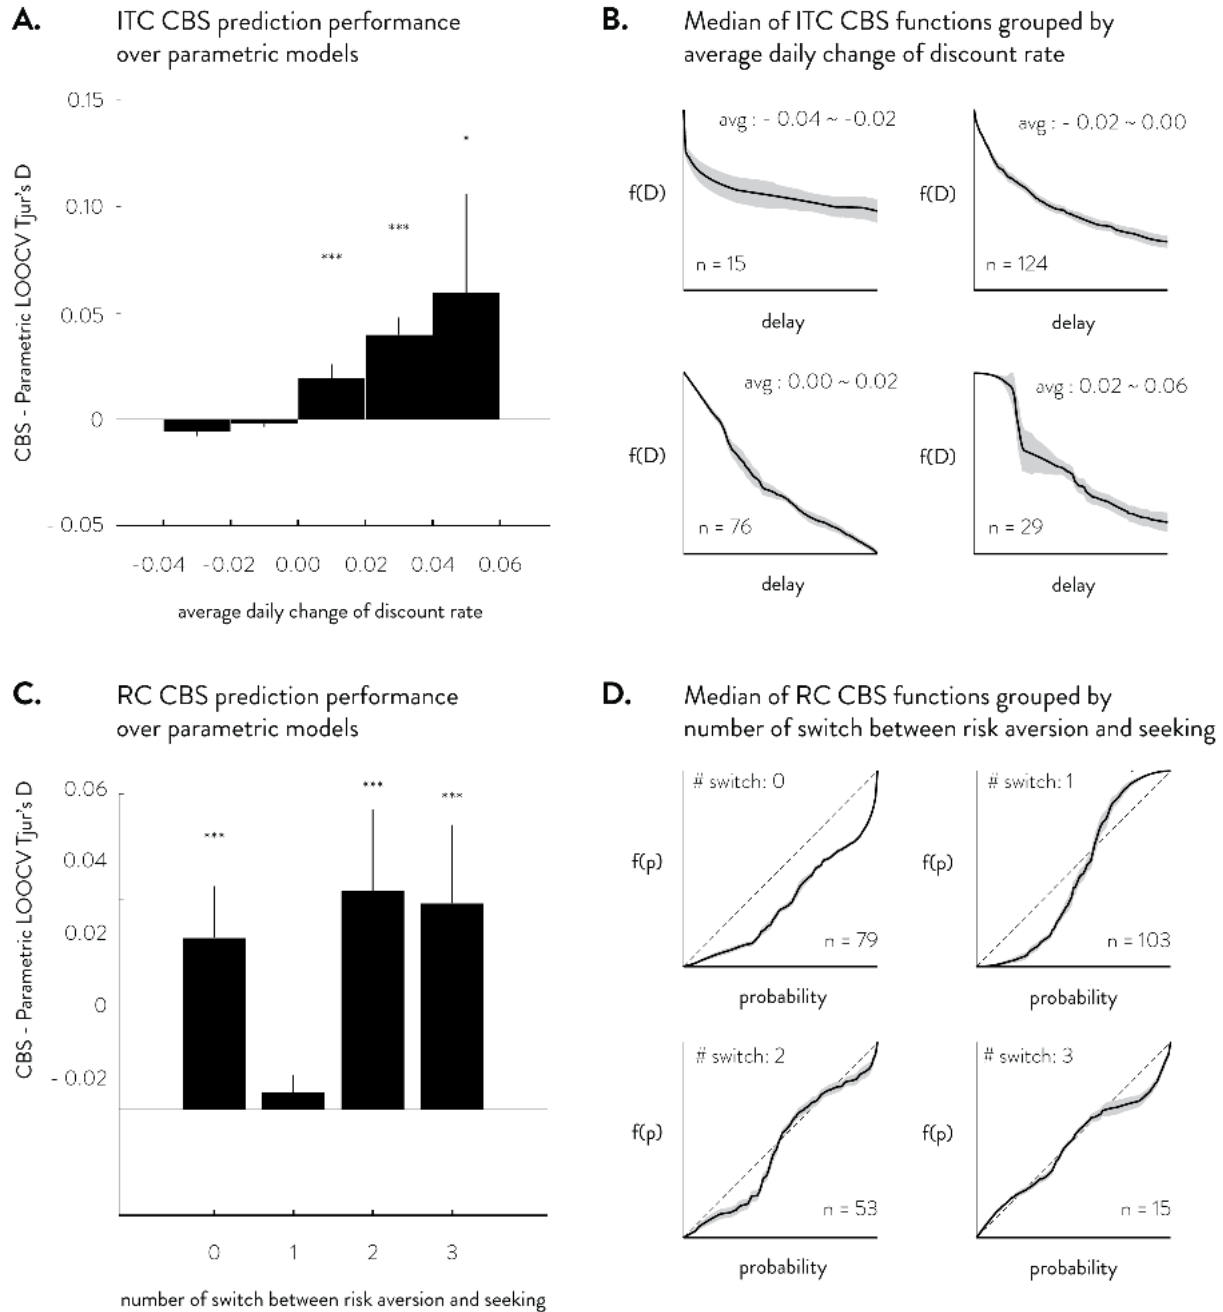 A.
ITC CBS prediction performance
over parametric models
CBS - Parametric LOOCV Tjur's D
0.15
0.10
0.05
0
- 0.05
*
***
***
-0.04 -0.02 0.00 0.02 0.04 0.06
average daily change of discount rate
B.
Median of ITC CBS functions grouped by
average daily change of discount rate
avg : - 0.04 ~ -0.02
f(D)
n = 15
delay
avg : - 0.02 ~ 0.00
f(D)
n = 124
delay
avg : 0.00 ~ 0.02
f(D)
n = 76
delay
avg : 0.02 ~ 0.06
f(D)
n = 29
delay
C.
RC CBS prediction performance
over parametric models
CBS - Parametric LOOCV Tjur's D
0.06
0.04
0.02
0
- 0.02
***
***
***
0 1 2 3
number of switch between risk aversion and seeking
D.
Median of RC CBS functions grouped by
number of switch between risk aversion and seeking
# switch: 0
f(p)
n = 79
probability
# switch: 1
f(p)
n = 103
probability
# switch: 2
f(p)
n = 53
probability
# switch: 3
f(p)
n = 15
probability